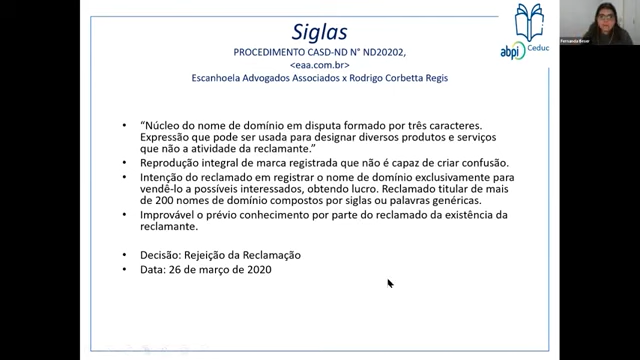 Siglas
PROCEDIMENTO CASD-ND N° ND20202,
<eaa.com.br>
Escanhoela Advogados Associados x Rodrigo Corbetta Regis
• “Núcleo do nome de domínio em disputa formado por três caracteres.
Expressão que pode ser usada para designar diversos produtos e serviços
que não a atividade da reclamante.”
• Reprodução integral de marca registrada que não é capaz de criar confusão.
• Intenção do reclamado em registrar o nome de domínio exclusivamente para
vendê-lo a possíveis interessados, obtendo lucro. Reclamado titular de mais
de 200 nomes de domínio compostos por siglas ou palavras genéricas.
• Improvável o prévio conhecimento por parte do reclamado da existência da
reclamante.
• Decisão: Rejeição da Reclamação
• Data: 26 de março de 2020
abpi
Ceduc
Fernanda Beser